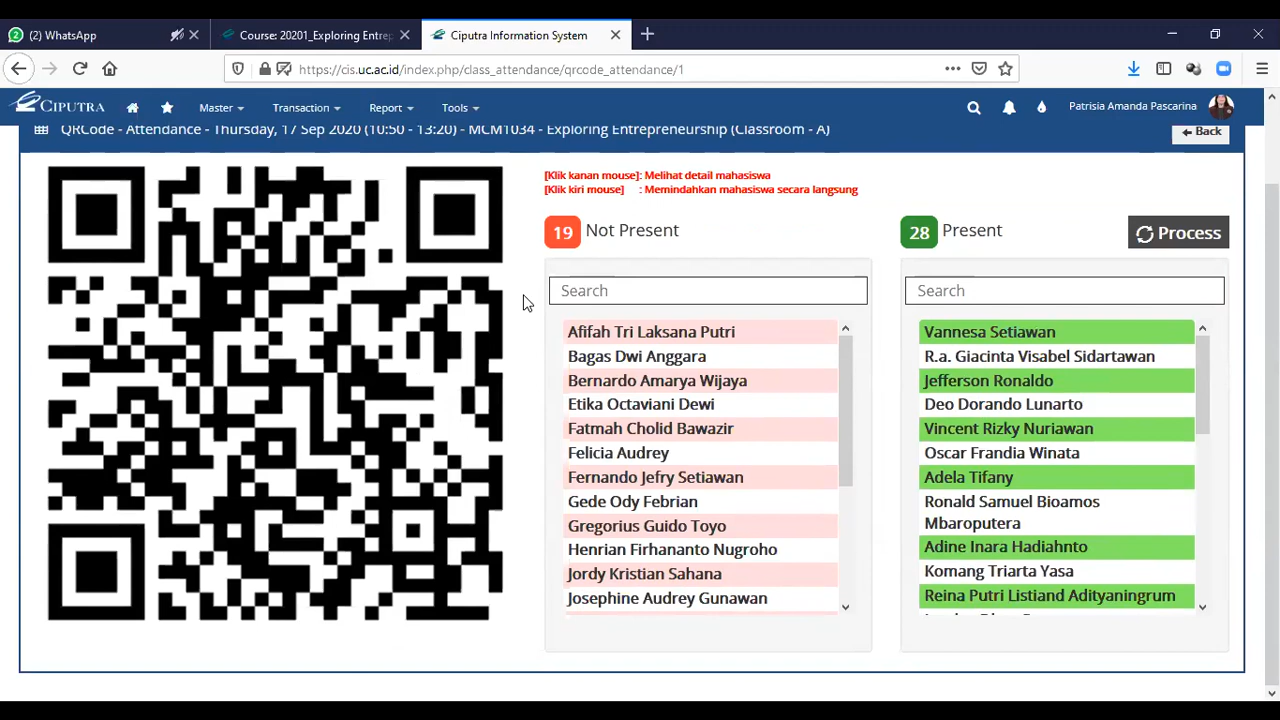 (2) WhatsApp
Course: 20201_Exploring Entrep
Ciputra Information System
https://cis.uc.ac.id/index.php/class_attendance/qrcode_attendance/1
CIPUTRA
Master
Transaction
Report
Tools
Patrisia Amanda Pascarina
QRCode - Attendance - Thursday, 17 Sep 2020 (10:50 - 13:20) - MCM1034 - Exploring Entrepreneurship (Classroom - A)
Back
[Klik kanan mouse]: Melihat detail mahasiswa
[Klik kiri mouse] : Memindahkan mahasiswa secara langsung
19 Not Present
28 Present
Process
Search
Afifah Tri Laksana Putri
Bagas Dwi Anggara
Bernardo Amarya Wijaya
Etika Octaviani Dewi
Fatmah Cholid Bawazir
Felicia Audrey
Fernando Jefry Setiawan
Gede Ody Febrian
Gregorius Guido Toyo
Henrian Firhananto Nugroho
Jordy Kristian Sahana
Josephine Audrey Gunawan
Search
Vannesa Setiawan
R.a. Giacinta Visabel Sidartawan
Jefferson Ronaldo
Deo Dorando Lunarto
Vincent Rizky Nuriawan
Oscar Frandia Winata
Adela Tifany
Ronald Samuel Bioamos
Mbaroputera
Adine Inara Hadiahnto
Komang Triarta Yasa
Reina Putri Listiand Adityaningrum